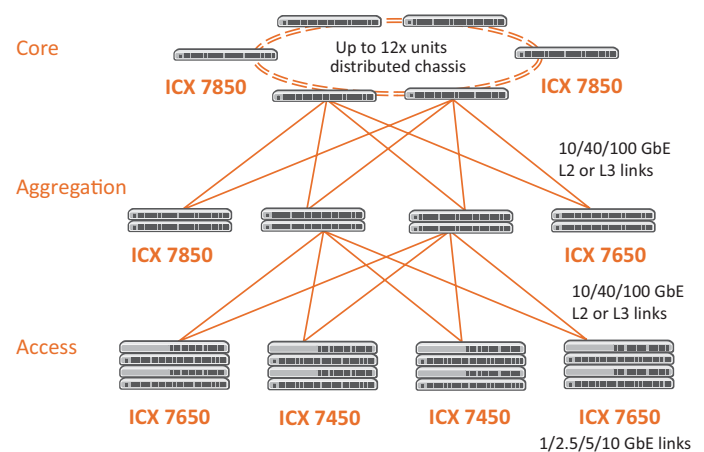 Core
Up to 12x units
distributed chassis
ICX 7850
ICX 7850
10/40/100 GbE
L2 or L3 links
Aggregation
ICX 7850
ICX 7650
10/40/100 GbE
L2 or L3 links
Access
ICX 7650
ICX 7450
ICX 7450
ICX 7650
1/2.5/5/10 GbE links